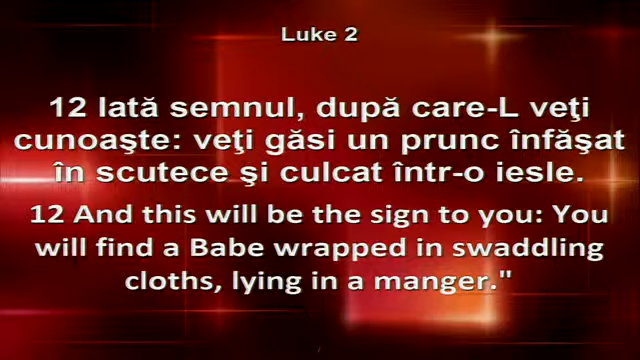 Luke 2
12 Iată semnul, după care-L veţi
cunoaşte: veţi găsi un prunc înfăşat
în scutece şi culcat într-o iesle.
12 And this will be the sign to you: You
will find a Babe wrapped in swaddling
cloths, lying in a manger."